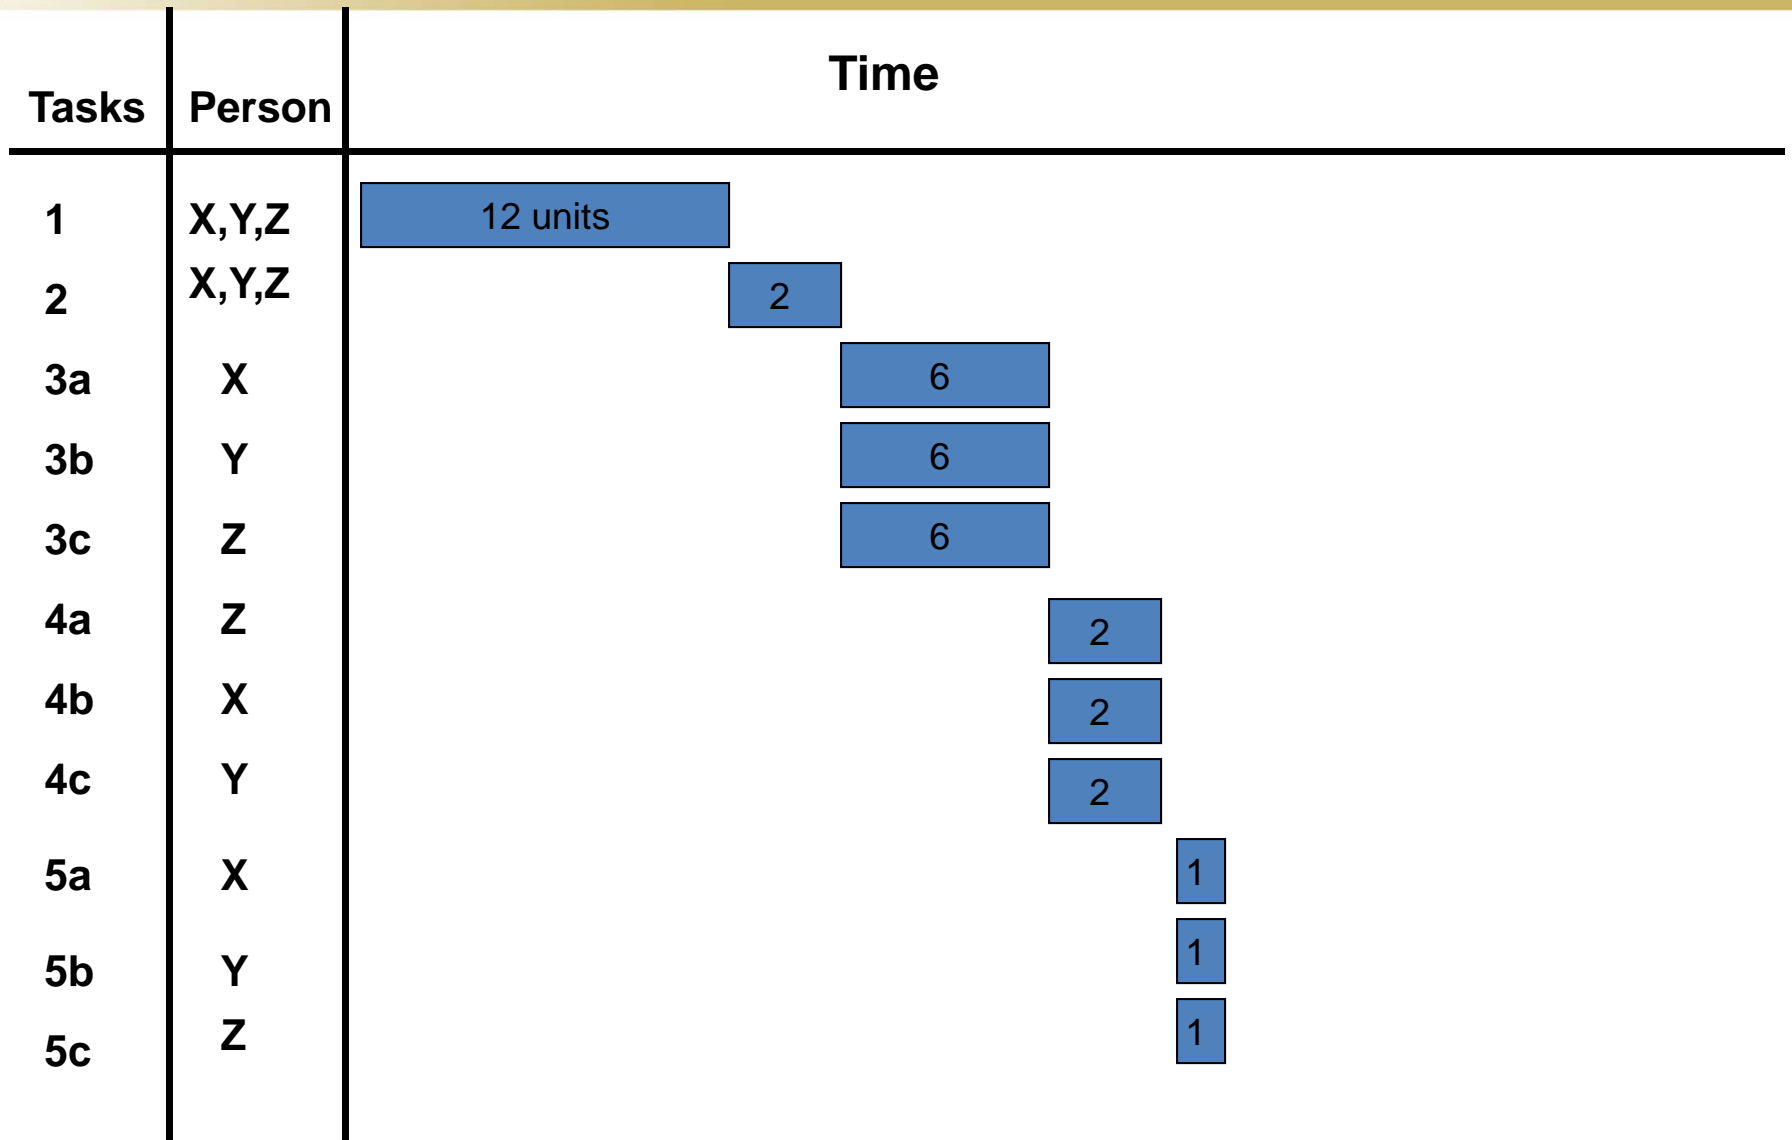 Time
Tasks Person
1 X,Y,Z 12 units
2 X,Y,Z 2
3a X 6
3b Y 6
3c Z 6
4a Z 2
4b X 2
4c Y 2
5a X 1
5b Y 1
5c Z 1